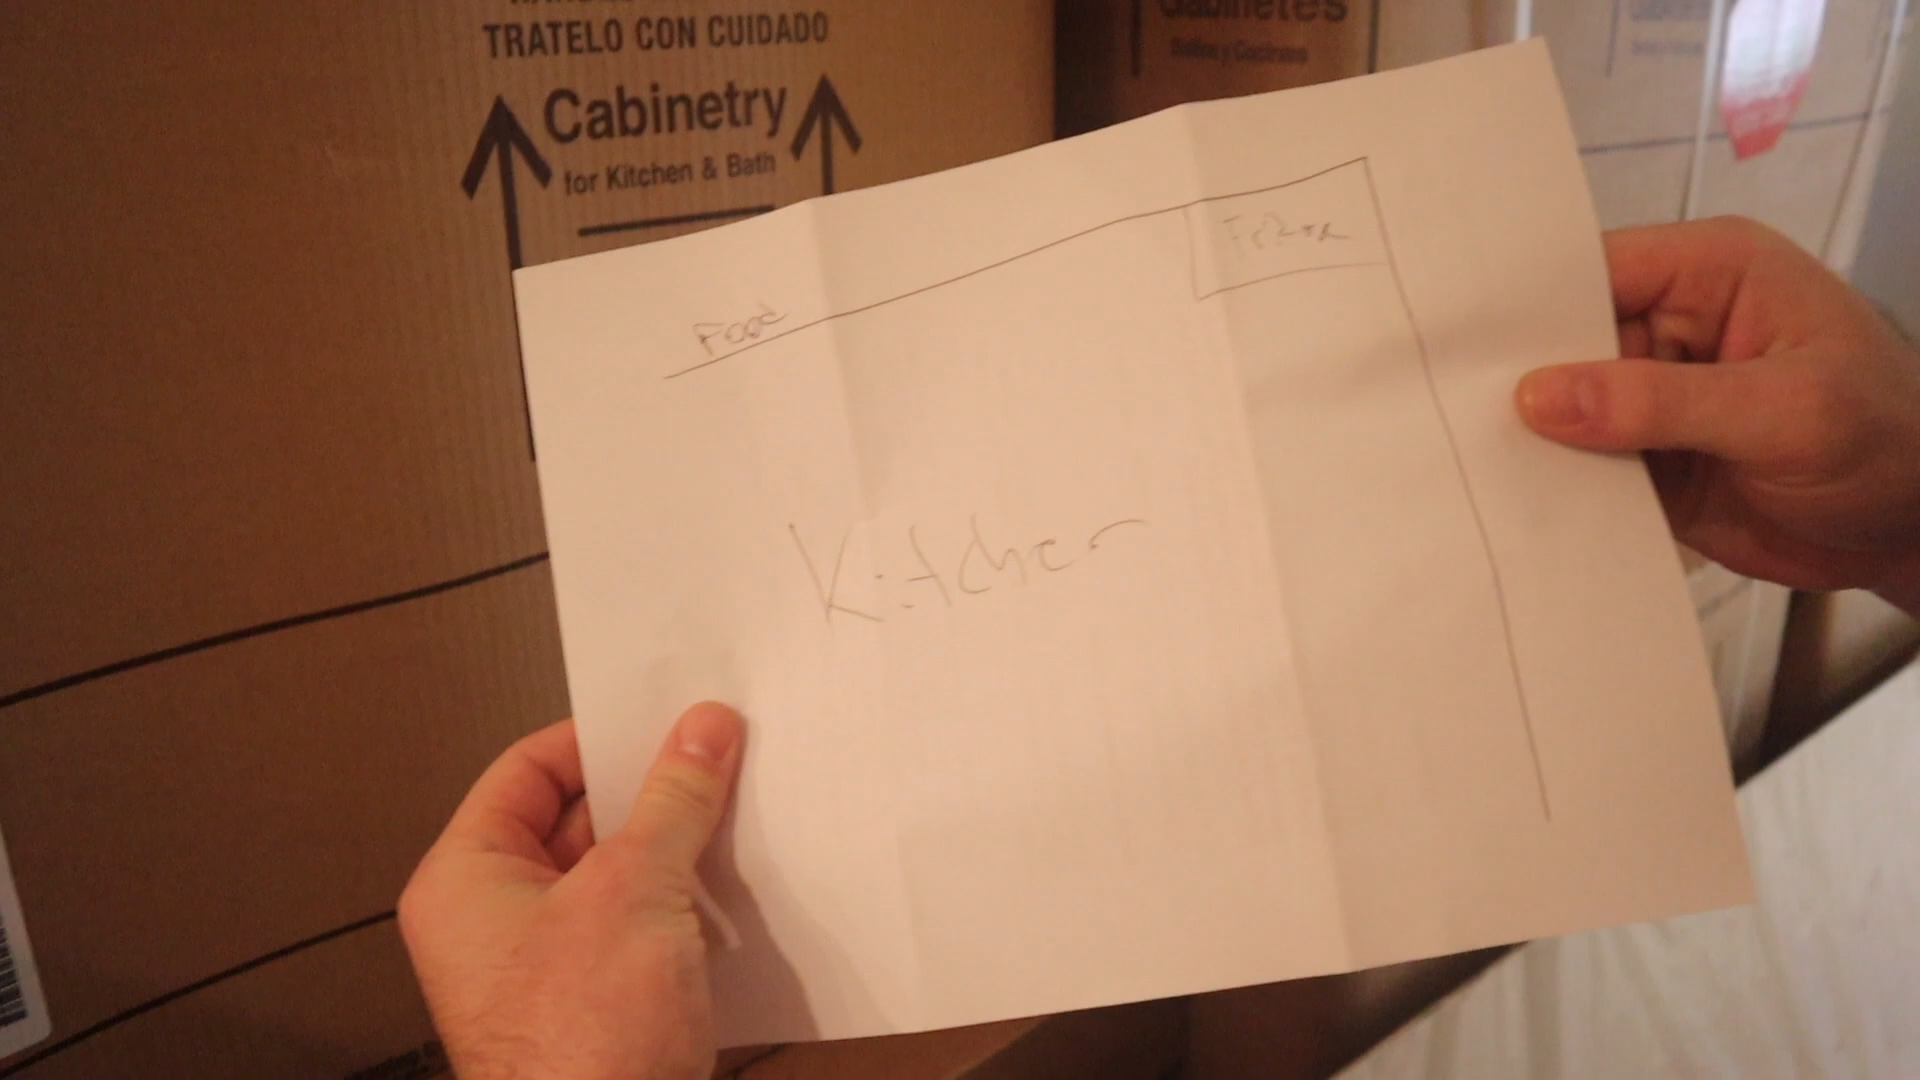 TRATELO CON CUIDADO
Cabinetry
for Kitchen & Bath
Gabinetes
Food
Kitchen